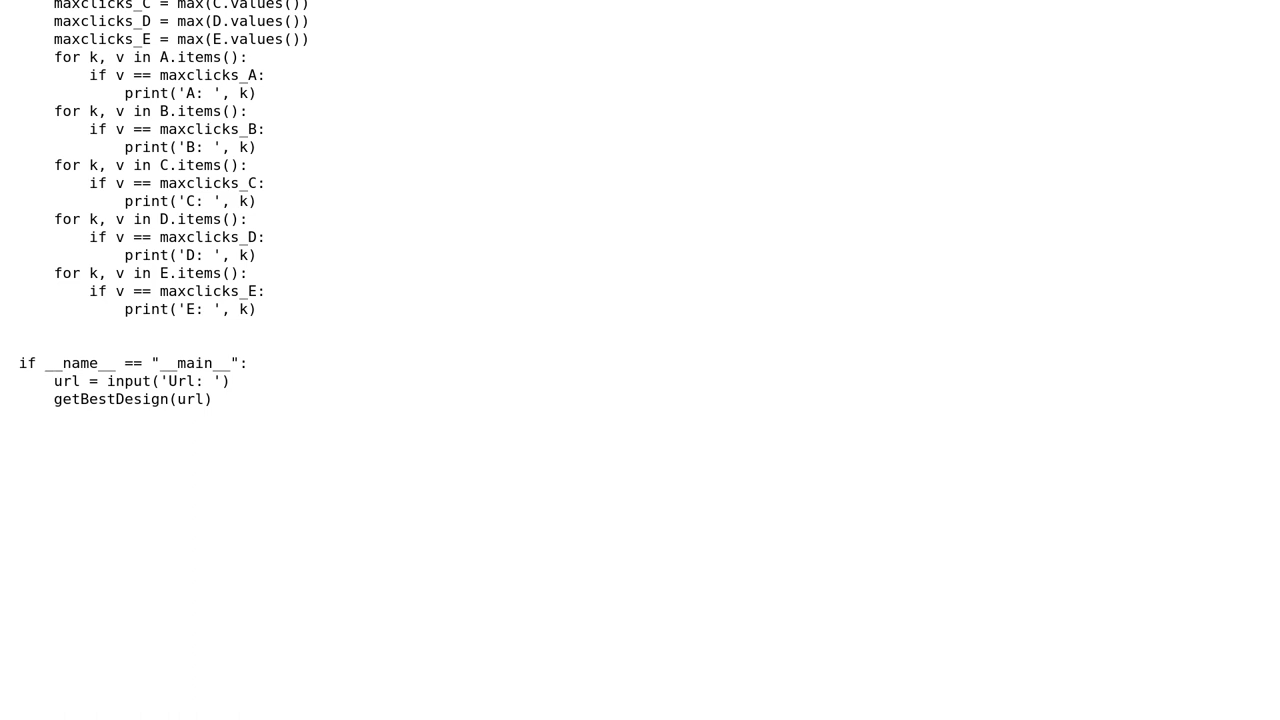 maxclicks_C = max(C.values())
    maxclicks_D = max(D.values())
    maxclicks_E = max(E.values())
    for k, v in A.items():
        if v == maxclicks_A:
            print('A: ', k)
    for k, v in B.items():
        if v == maxclicks_B:
            print('B: ', k)
    for k, v in C.items():
        if v == maxclicks_C:
            print('C: ', k)
    for k, v in D.items():
        if v == maxclicks_D:
            print('D: ', k)
    for k, v in E.items():
        if v == maxclicks_E:
            print('E: ', k)


if __name__ == "__main__":
    url = input('Url: ')
    getBestDesign(url)